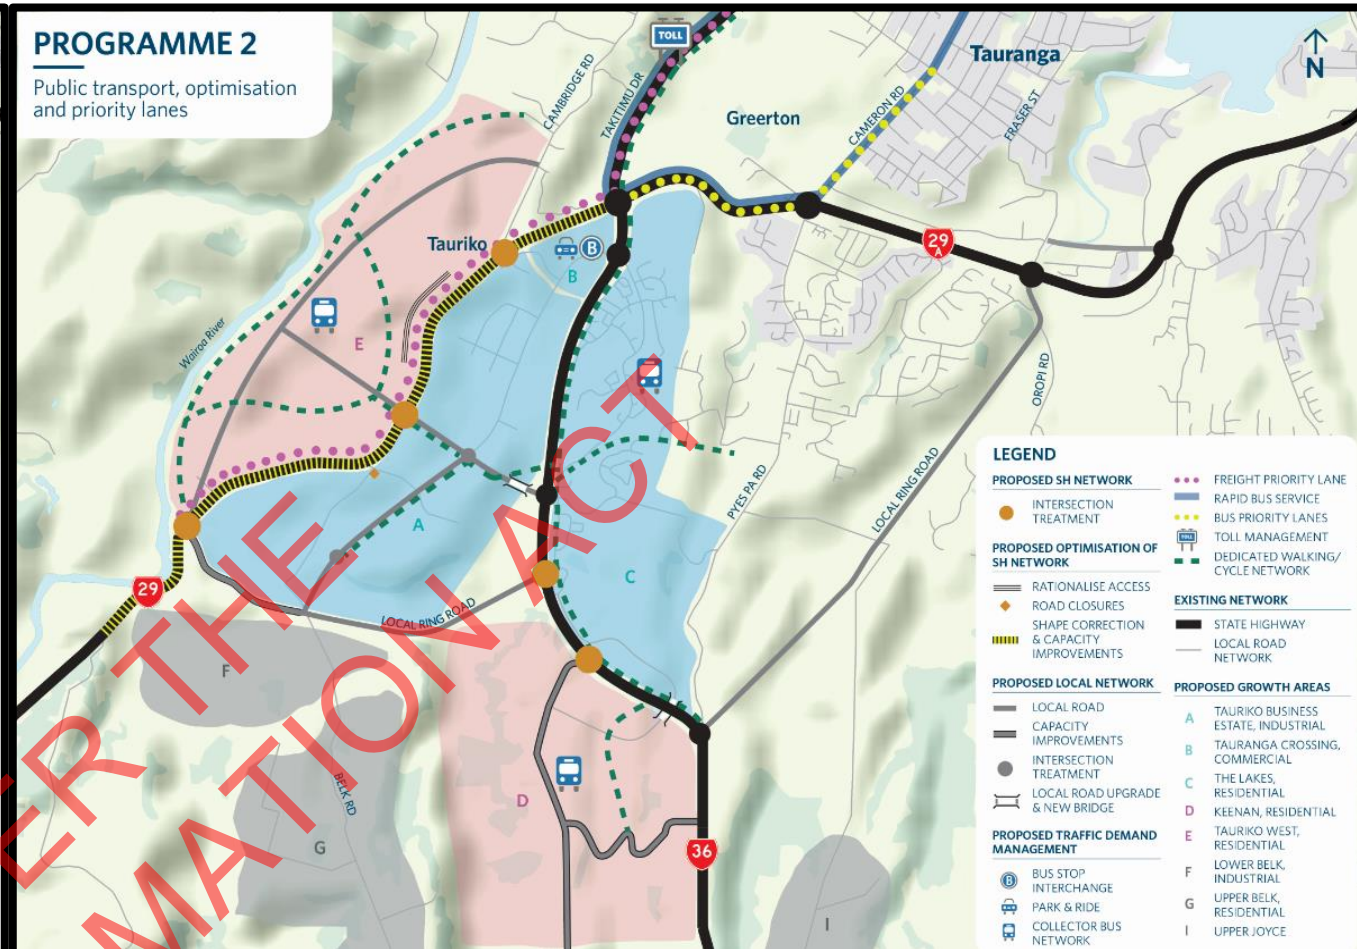 PROGRAMME 2
Public transport, optimisation
and priority lanes
TOLL
CAMBRIDGE RD
TAKITIMU DR
Tauranga
N
Greerton
CAMERON RD
FRASER ST
Tauriko
B
B
29
A
Wairoa River
E
OROPI RD
LOCAL RING ROAD
PYES PA RD
A
C
29
LOCAL RING ROAD
F
BELK RD
D
G
36
I
ER THE
MATION ACT
LEGEND
PROPOSED SH NETWORK
INTERSECTION
TREATMENT
PROPOSED OPTIMISATION OF
SH NETWORK
RATIONALISE ACCESS
ROAD CLOSURES
SHAPE CORRECTION
& CAPACITY
IMPROVEMENTS
PROPOSED LOCAL NETWORK
LOCAL ROAD
CAPACITY
IMPROVEMENTS
INTERSECTION
TREATMENT
LOCAL ROAD UPGRADE
& NEW BRIDGE
PROPOSED TRAFFIC DEMAND
MANAGEMENT
B
BUS STOP
INTERCHANGE
PARK & RIDE
COLLECTOR BUS
NETWORK
FREIGHT PRIORITY LANE
RAPID BUS SERVICE
BUS PRIORITY LANES
TOLL
TOLL MANAGEMENT
DEDICATED WALKING/
CYCLE NETWORK
EXISTING NETWORK
STATE HIGHWAY
LOCAL ROAD
NETWORK
PROPOSED GROWTH AREAS
A TAURIKO BUSINESS
ESTATE, INDUSTRIAL
B TAURANGA CROSSING,
COMMERCIAL
C THE LAKES,
RESIDENTIAL
D KEENAN, RESIDENTIAL
E TAURIKO WEST,
RESIDENTIAL
F LOWER BELK,
INDUSTRIAL
G UPPER BELK,
RESIDENTIAL
I UPPER JOYCE